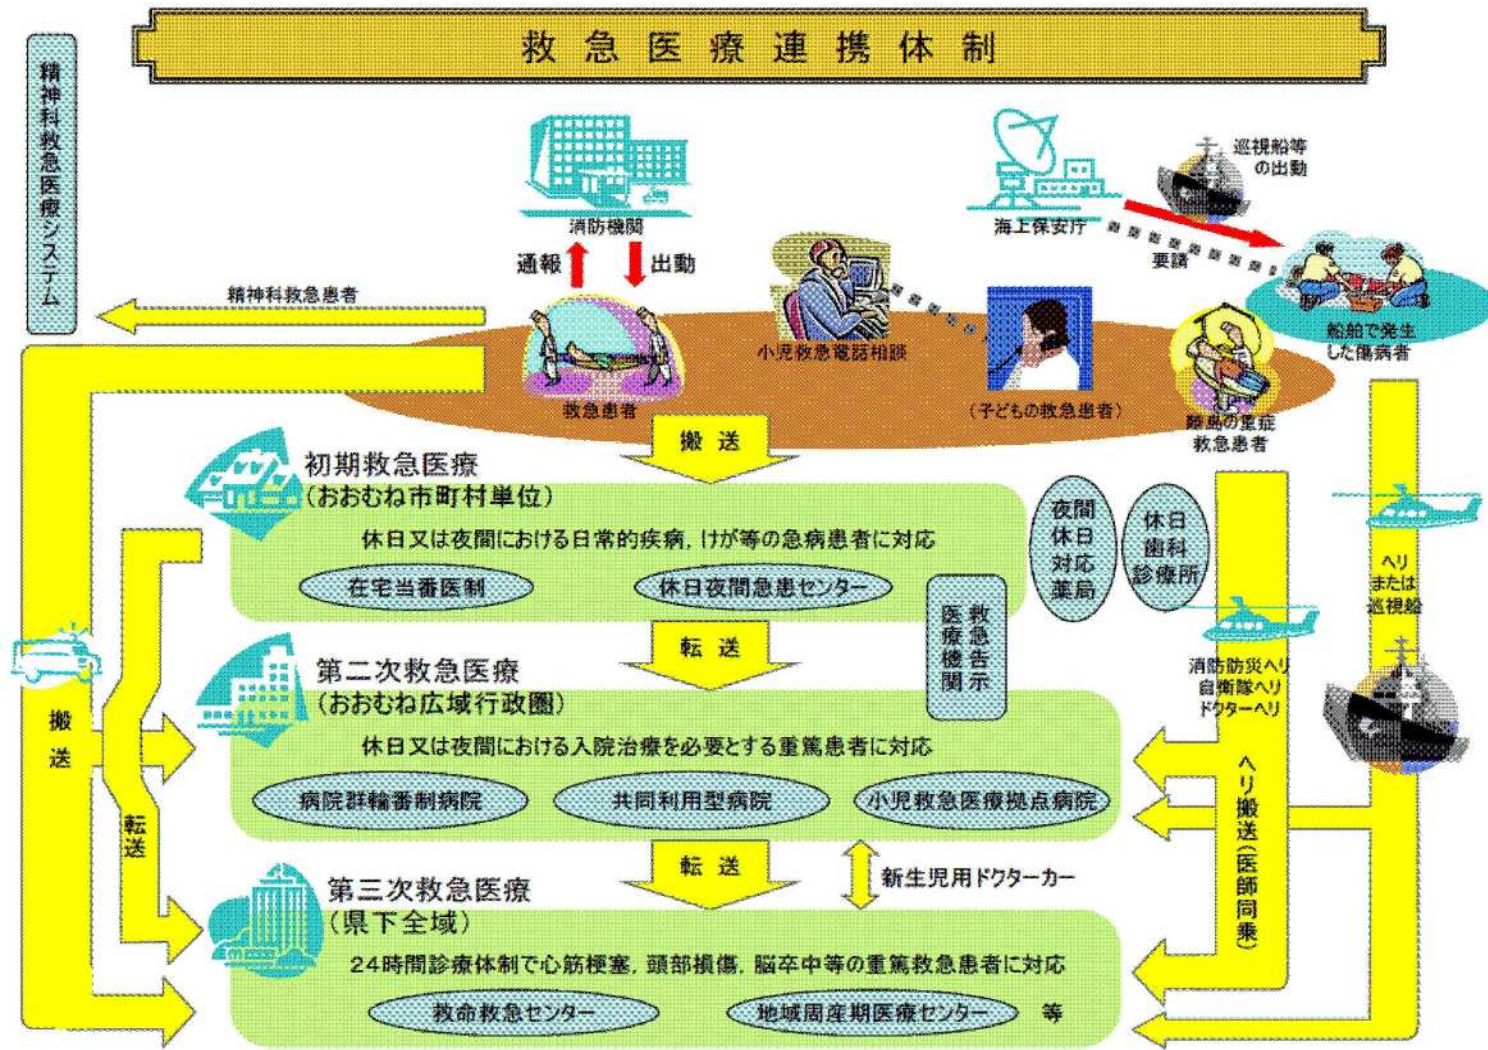 救急医療連携体制
精神科救急医療システム
消防機関
通報
出動
海上保安庁
巡視船等
の出動
要請
船舶で発生
した傷病者
精神科救急患者
救急患者
小児救急電話相談
(子どもの救急患者)
離島の重症
救急患者
搬送
初期救急医療
(おおむね市町村単位)
休日又は夜間における日常的疾病,けが等の急病患者に対応
在宅当番医制
休日夜間急患センター
夜間
休日
対応
薬局
休日
歯科
診療所
救急告示
医療機関
ヘリ
または
巡視船
消防防災ヘリ
自衛隊ヘリ
ドクターヘリ
ヘリ搬送(医師同乗)
転送
第二次救急医療
(おおむね広域行政圏)
休日又は夜間における入院治療を必要とする重篤患者に対応
病院群輪番制病院
共同利用型病院
小児救急医療拠点病院
搬送
転送
転送
新生児用ドクターカー
第三次救急医療
(県下全域)
24時間診療体制で心筋梗塞,頭部損傷,脳卒中等の重篤救急患者に対応
救命救急センター
地域周産期医療センター
等